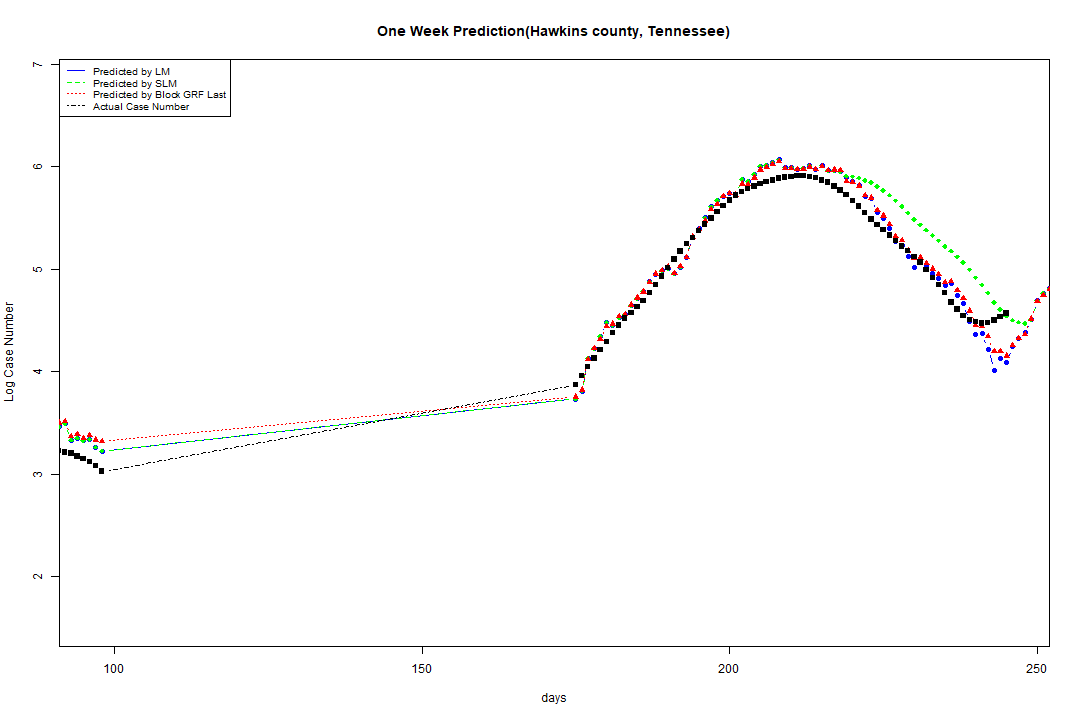 One Week Prediction(Hawkins county, Tennessee)
Predicted by LM
Predicted by SLM
Predicted by Block GRF Last
Actual Case Number
7
6
5
4
3
2
Log Case Number
100
150
200
250
days